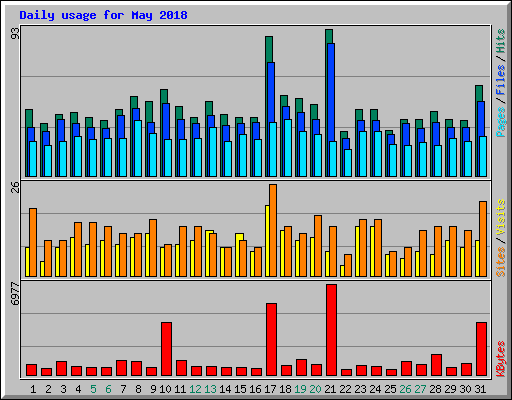 Daily usage for May 2018
93
Pages / Files / Hits
26
Sites / Visits
6977
KBytes
1 2 3 4 5 6 7 8 9 10 11 12 13 14 15 16 17 18 19 20 21 22 23 24 25 26 27 28 29 30 31